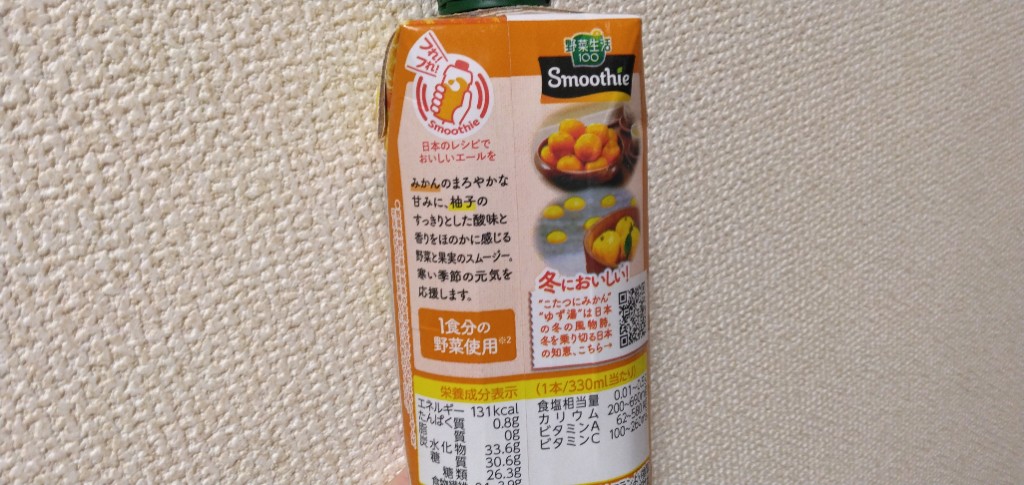 フレ!
フレ!
Smoothie
日本のレシピで
おいしいエールを
みかんのまろやかな
甘みに、柚子の
すっきりとした酸味と
香りをほのかに感じる
野菜と果実のスムージー。
寒い季節の元気を
応援します。
1食分の
野菜使用※2
野菜生活
100
Smoothie
冬においしい!
"こたつにみかん"
"ゆず湯"は日本
の冬の風物詩。
冬を乗り切る日本
の知恵、こちら→
栄養成分表示 (1本/330ml当たり)
エネルギー 131kcal
たんぱく質 0.8g
脂質 0g
炭水化物 33.6g
糖質 30.6g
糖類 26.3g
食塩相当量
カリウム
ビタミンA
ビタミンC